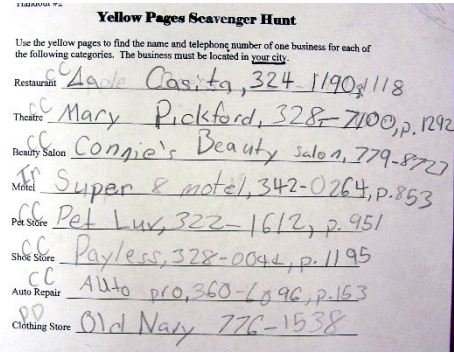 Handout #2
Yellow Pages Scavenger Hunt
Use the yellow pages to find the name and telephone number of one business for each of
the following categories. The business must be located in your city.
CC
Restaurant Casita, 324-1190, 1118
CC
Theatre Mary Pickford, 328-7100, p. 1292
CC
Beauty Salon Connie's Beauty salon, 779-8727
In
Motel Super 8 motel, 342-0264, p.853
CC
Pet Store Pet Luv, 322-1612, p. 951
CC
Shoe Store Payless, 328-0044, p. 1195
CC
Auto Repair Auto pro, 360-6096, p.153
PD
Clothing Store Old Navy 776-1538